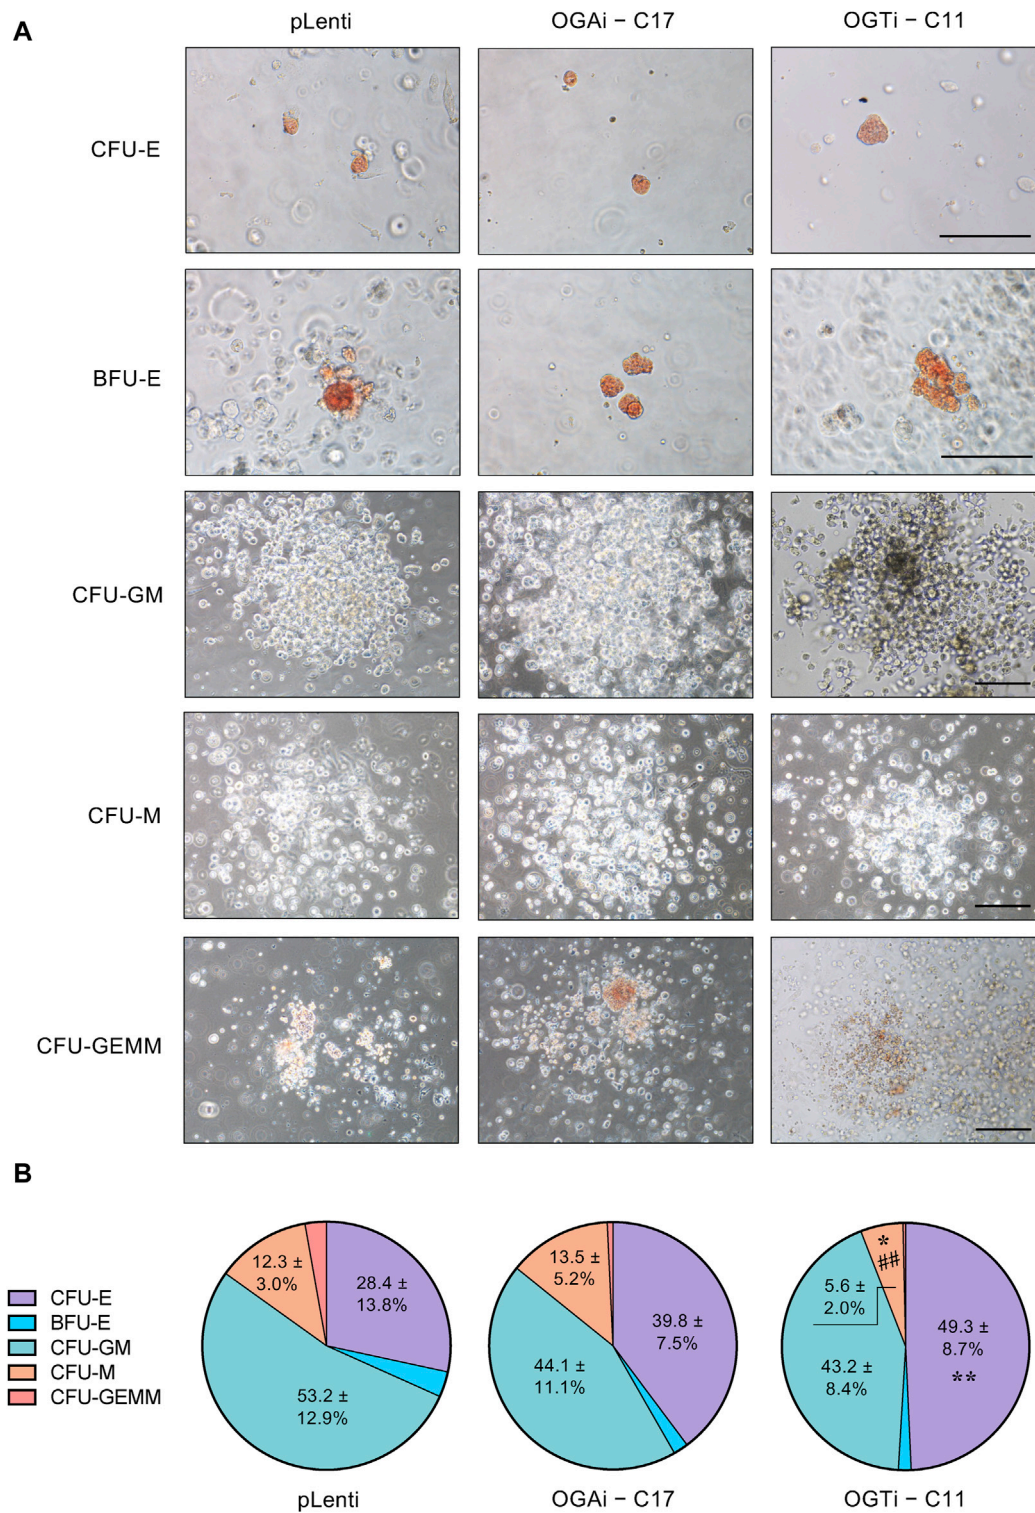 A
pLenti
OGAi – C17
OGTi – C11
CFU-E
BFU-E
CFU-GM
CFU-M
CFU-GEMM
B
CFU-E
BFU-E
CFU-GM
CFU-M
CFU-GEMM
12.3 ±
3.0%
28.4 ±
13.8%
53.2 ±
12.9%
pLenti
13.5 ±
5.2%
39.8 ±
7.5%
44.1 ±
11.1%
OGAi – C17
*
##
5.6 ±
2.0%
49.3 ±
8.7%
**
43.2 ±
8.4%
OGTi – C11